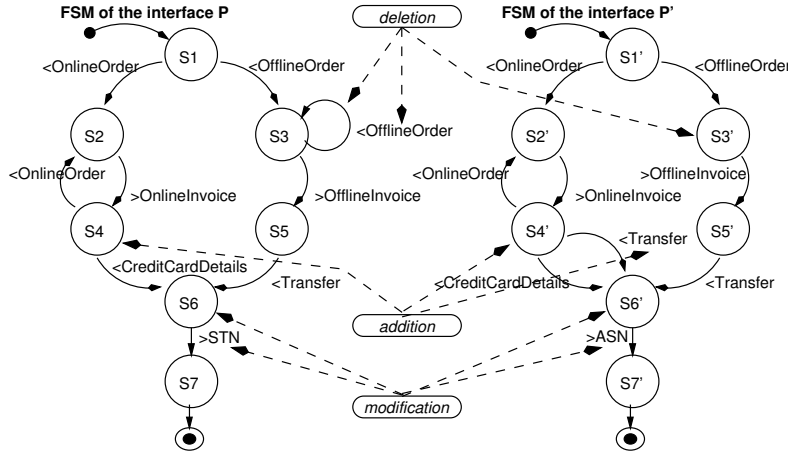 FSM of the interface P
deletion
FSM of the interface P'
S1
S1'
<OnlineOrder
<OfflineOrder
<OnlineOrder
<OfflineOrder
S2
S3
<OfflineOrder
S2'
S3'
<OnlineOrder
>OnlineInvoice
>OfflineInvoice
<OnlineOrder
>OnlineInvoice
>OfflineInvoice
S4
S5
S4'
S5'
<Transfer
<CreditCardDetails
<Transfer
<CreditCardDetails
<Transfer
S6
S6'
addition
>STN
>ASN
S7
S7'
modification